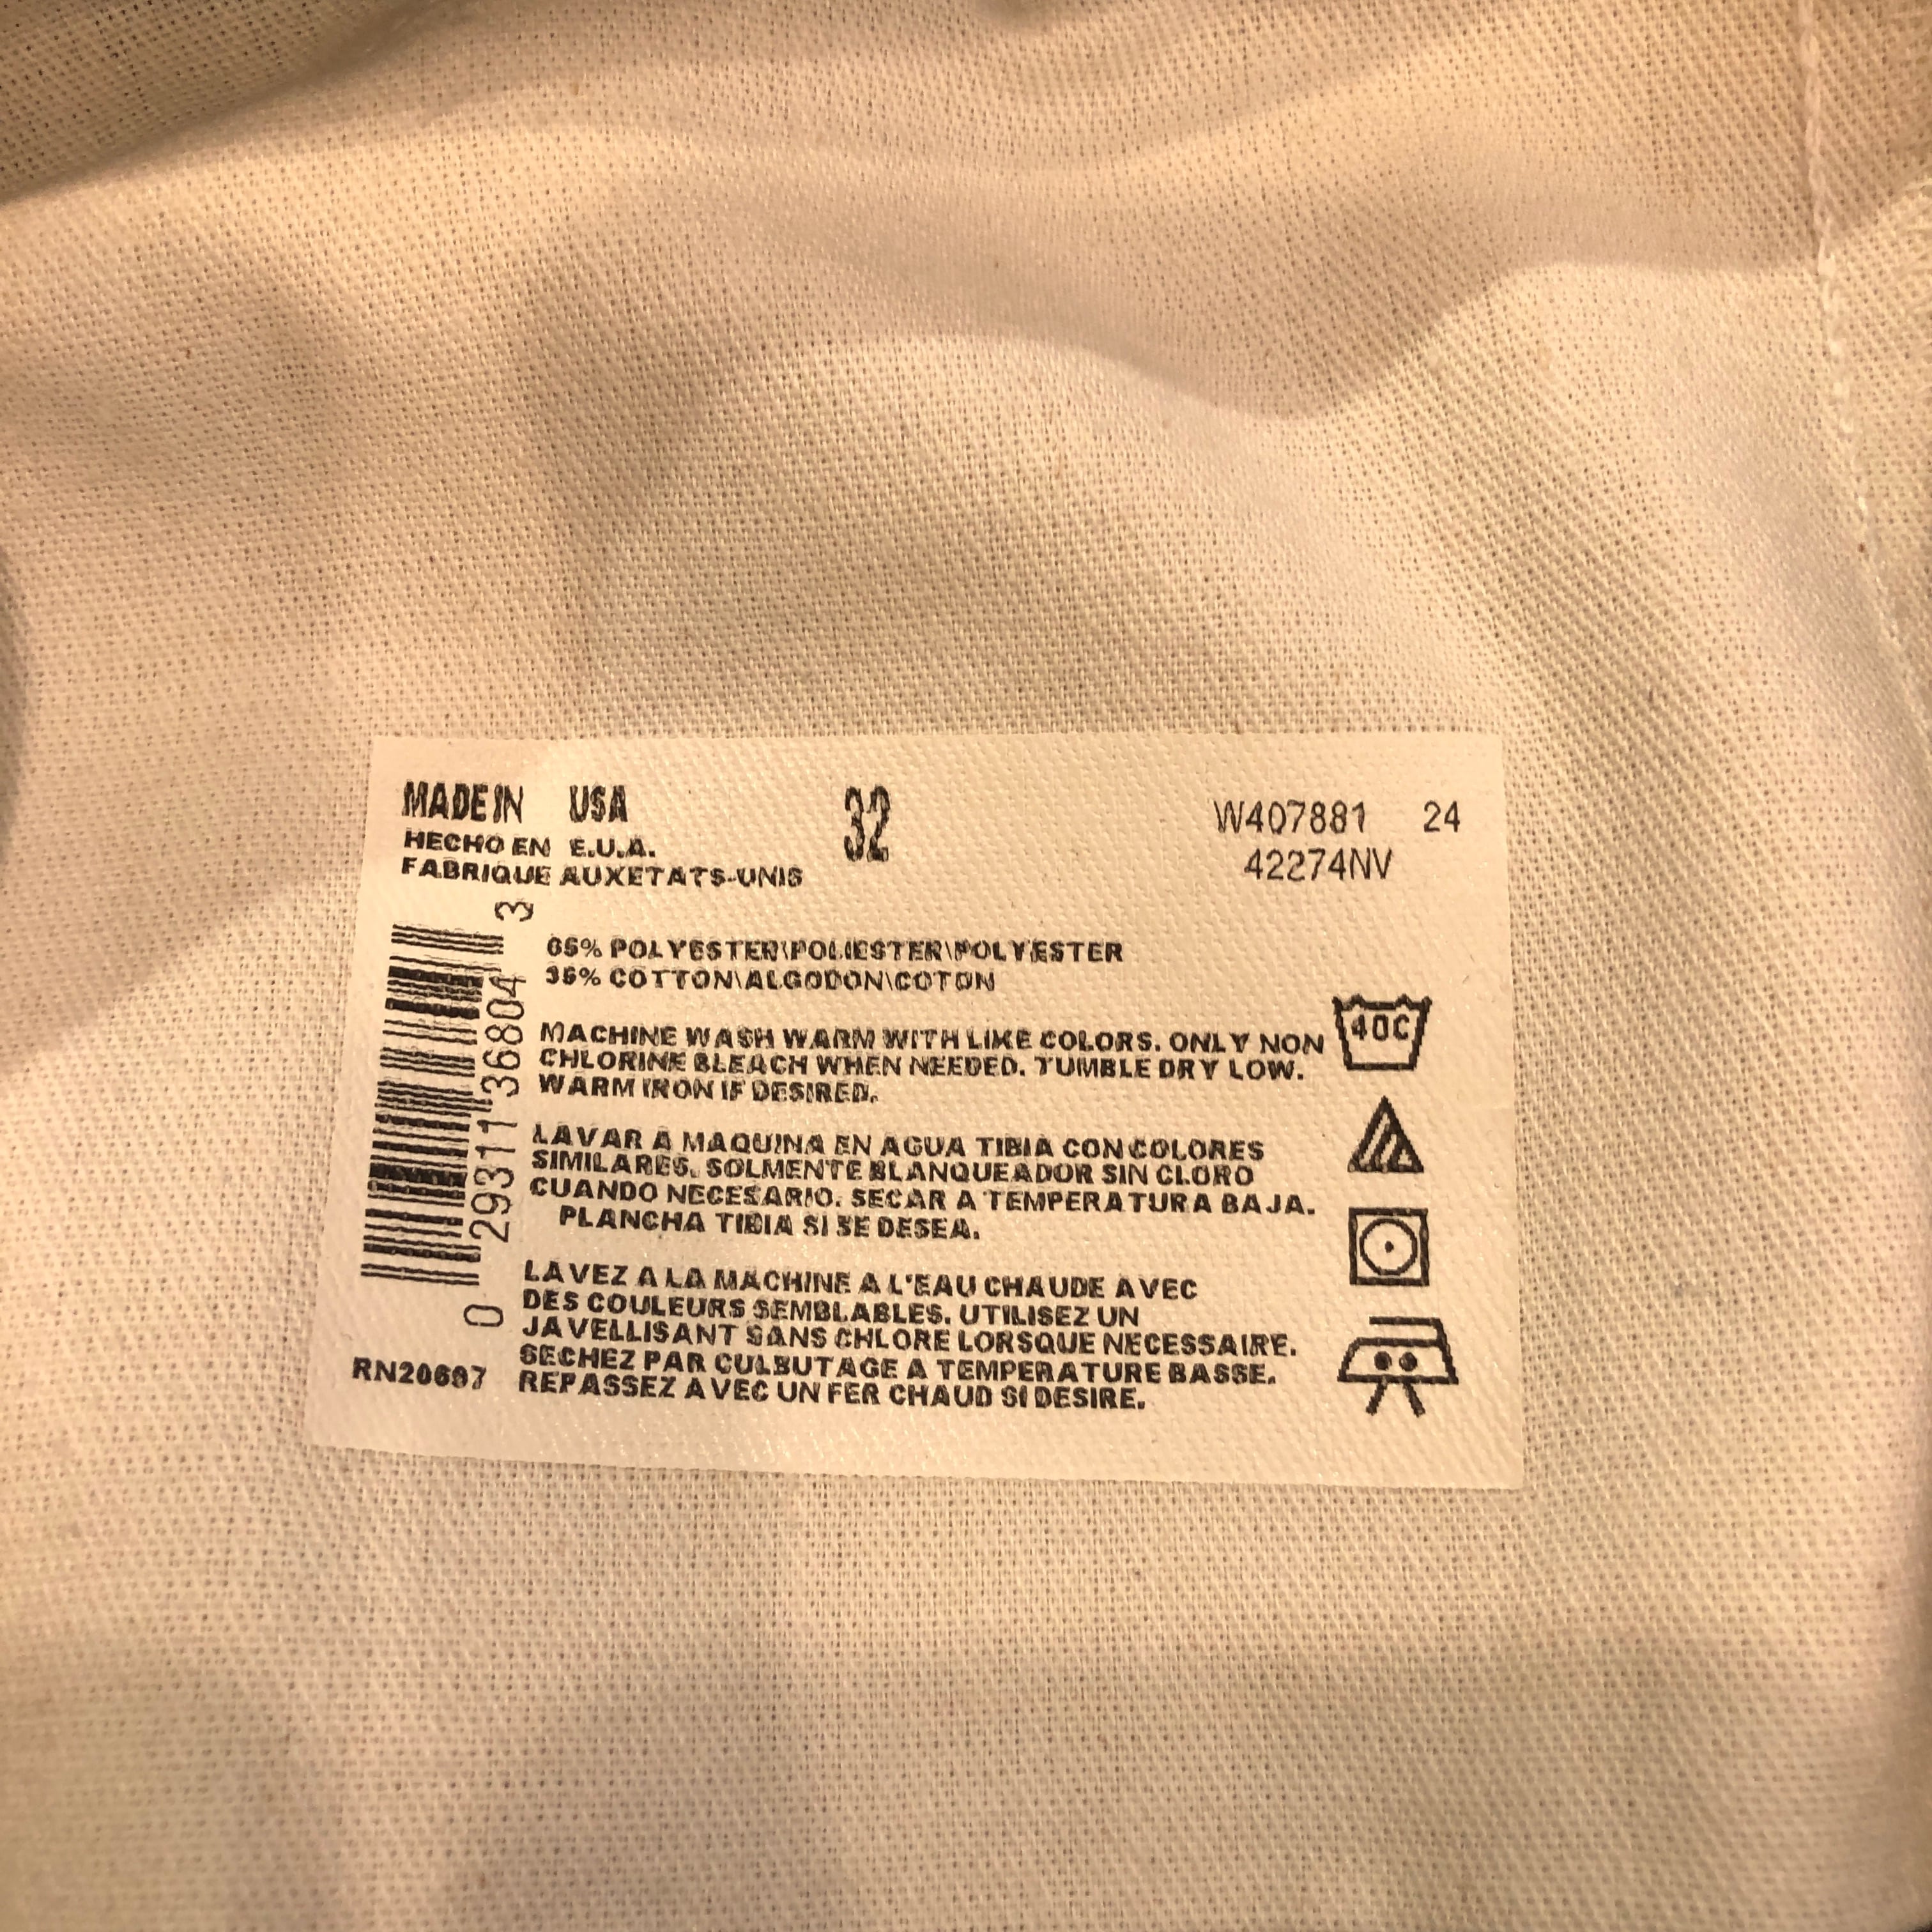 MADE IN USA 32 W407881 24
HECHO EN E.U.A. 42274NV
FABRIQUE AUXETATS-UNIS
0 29311 36804 3
65% POLYESTER\POLIESTER\POLYESTER
35% COTTON\ALGODON\COTON
MACHINE WASH WARM WITH LIKE COLORS. ONLY NON
CHLORINE BLEACH WHEN NEEDED. TUMBLE DRY LOW.
WARM IRON IF DESIRED.
40C
LAVAR A MAQUINA EN AGUA TIBIA CON COLORES
SIMILARES. SOLMENTE BLANQUEADOR SIN CLORO
CUANDO NECESARIO. SECAR A TEMPERATURA BAJA.
PLANCHA TIBIA SI SE DESEA.
LAVEZ A LA MACHINE A L'EAU CHAUDE AVEC
DES COULEURS SEMBLABLES. UTILISEZ UN
JAVELLISANT SANS CHLORE LORSQUE NECESSAIRE.
SECHEZ PAR CULBUTAGE A TEMPERATURE BASSE.
REPASSEZ AVEC UN FER CHAUD SI DESIRE.
RN20697